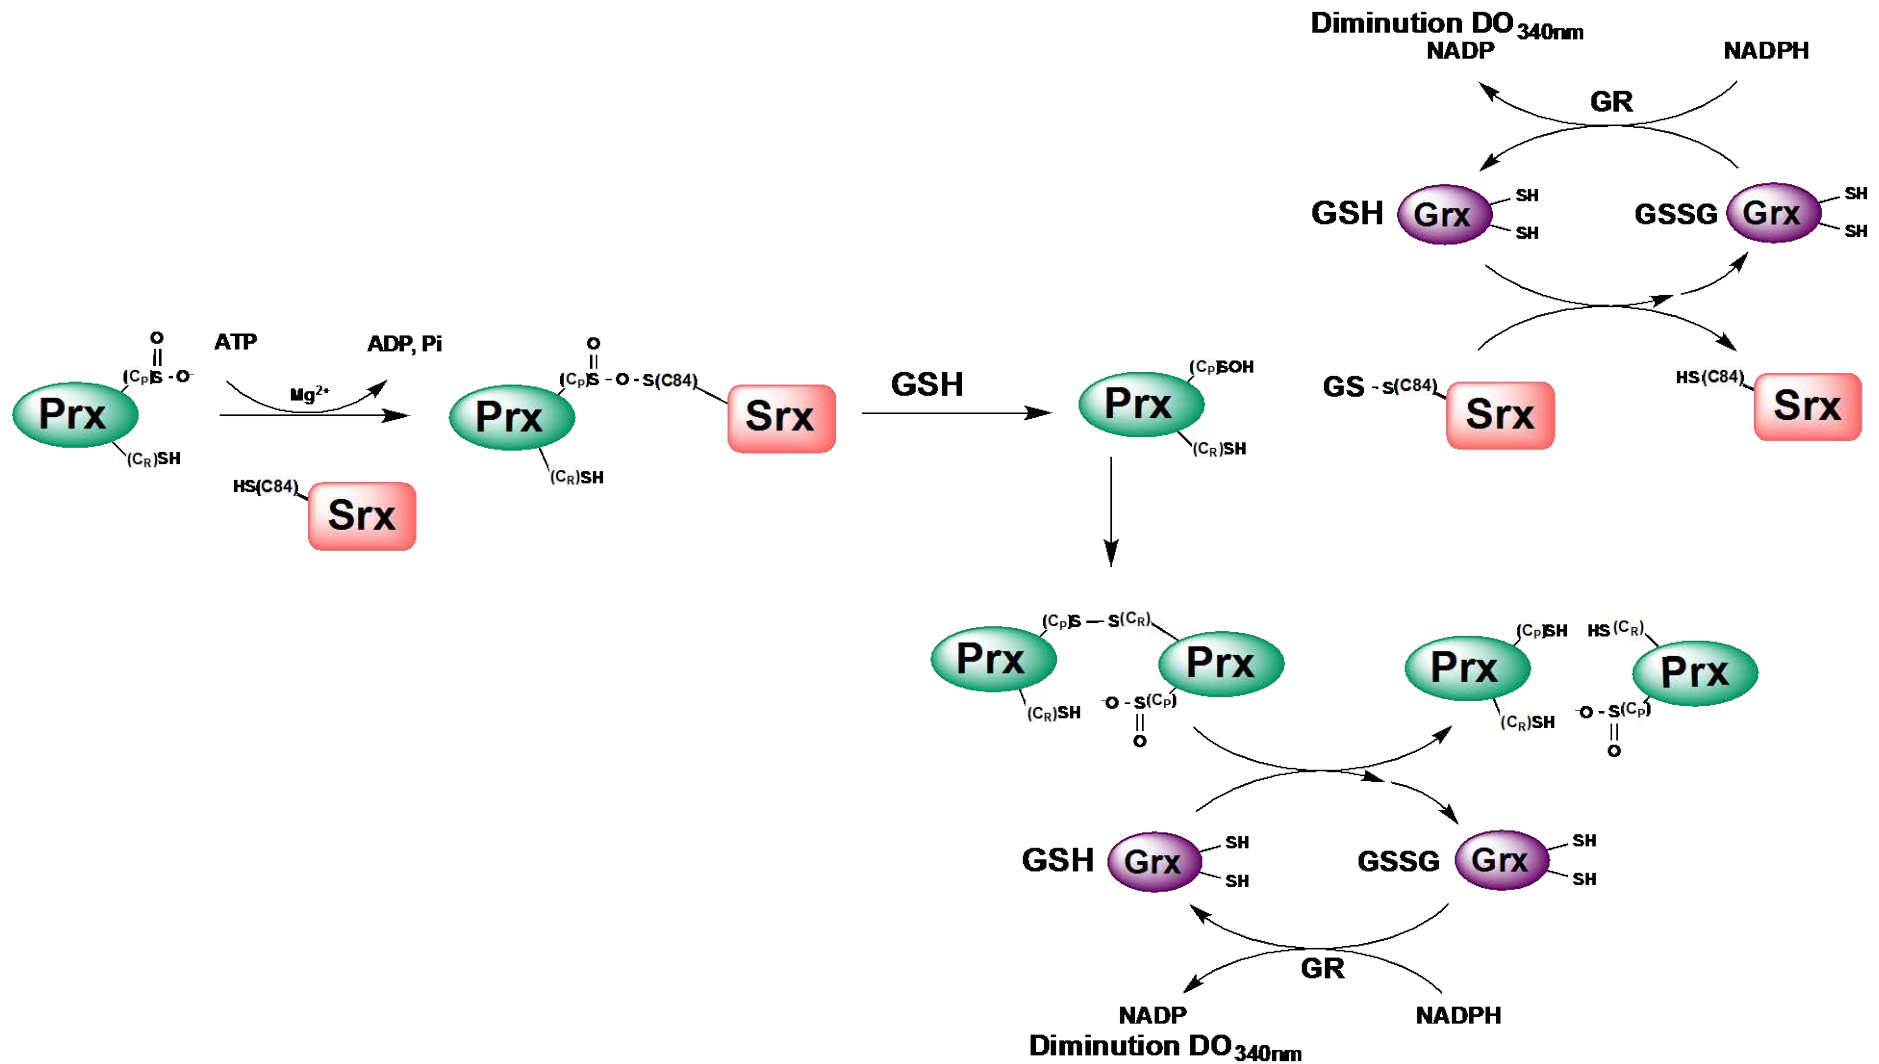 Diminution DO340nm
NADP NADPH
GR
GSH Grx SH SH GSSG Grx SH SH
O
(CP)S - O-
Prx
(CR)SH
ATP ADP, Pi
Mg2+
HS(C84)
Srx
O
(CP)S - O - S(C84)
Prx Srx
(CR)SH
GSH
(CP)SOH
Prx
(CR)SH
GS - S(C84)
Srx
HS(C84)
Srx
(CP)S — S(CR)
Prx Prx
(CR)SH -O - S(CP)
O
(CP)SH HS(CR)
Prx Prx
(CR)SH -O - S(CP)
O
GSH Grx SH SH GSSG Grx SH SH
GR
NADP NADPH
Diminution DO340nm